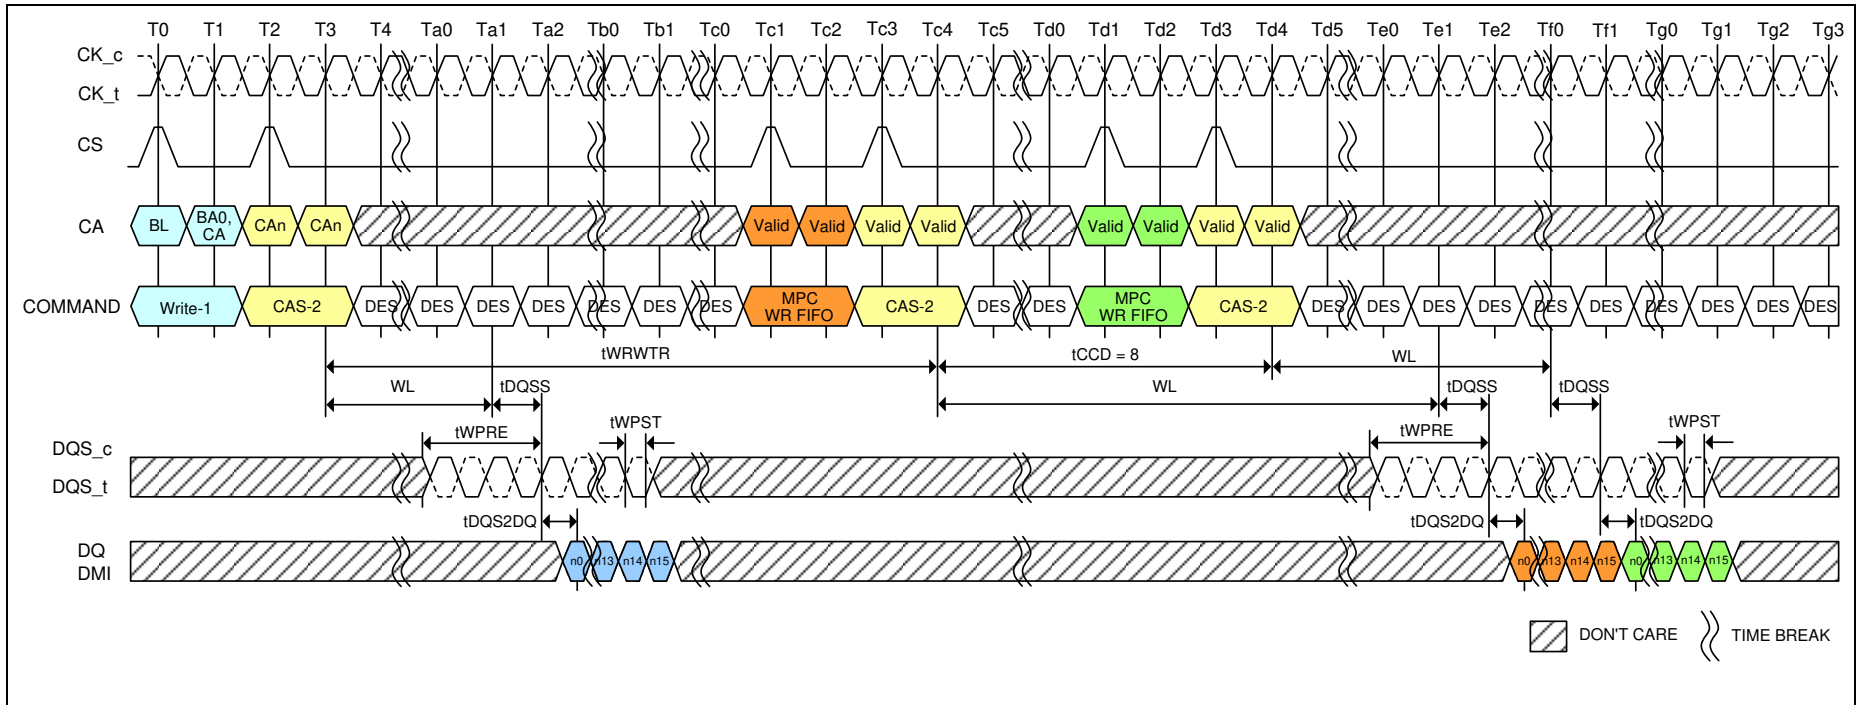 T0 T1 T2 T3 T4 Ta0 Ta1 Ta2 Tb0 Tb1 Tc0 Tc1 Tc2 Tc3 Tc4 Tc5 Td0 Td1 Td2 Td3 Td4 Td5 Te0 Te1 Te2 Tf0 Tf1 Tg0 Tg1 Tg2 Tg3
CK_c
CK_t
CS
CA BL BA0, CA CAn CAn Valid Valid Valid Valid Valid Valid Valid Valid
COMMAND Write-1 CAS-2 DES DES DES DES DES DES DES MPC WR FIFO CAS-2 DES DES MPC WR FIFO CAS-2 DES DES DES DES DES DES DES DES DES DES
tWRWTR tCCD = 8 WL
WL tDQSS WL tDQSS tDQSS
tWPRE tWPST tWPRE tWPST
DQS_c
DQS_t
tDQS2DQ tDQS2DQ tDQS2DQ
DQ
DMI
n0 n13 n14 n15 n0 n13 n14 n15 n0 n13 n14 n15
DON'T CARE TIME BREAK